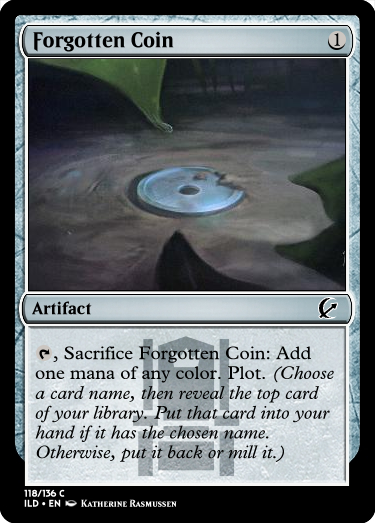 Forgotten Coin 1
Artifact
, Sacrifice Forgotten Coin: Add
one mana of any color. Plot. (Choose
a card name, then reveal the top card
of your library. Put that card into your
hand if it has the chosen name.
Otherwise, put it back or mill it.)
118/136 C
ILD • EN Katherine Rasmussen